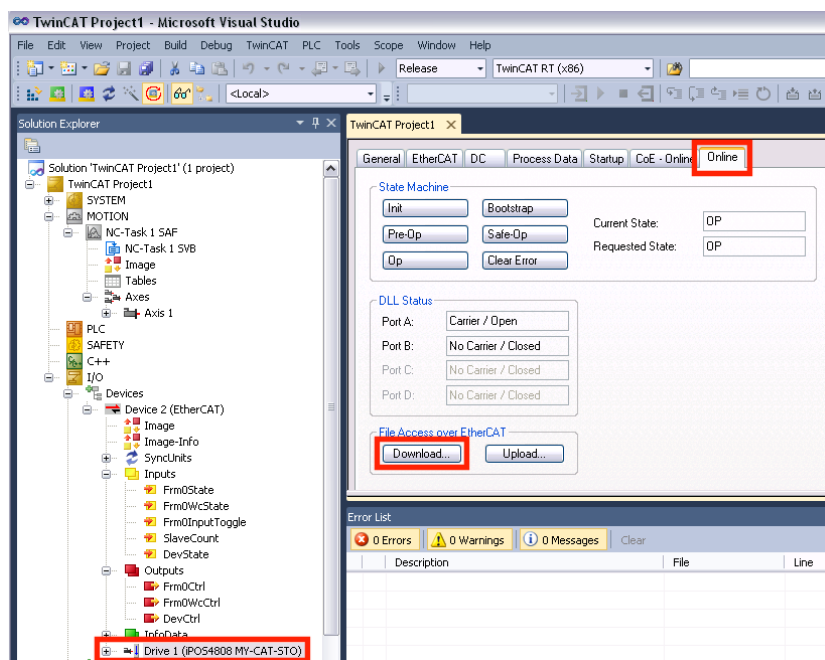 TwinCAT Project1 - Microsoft Visual Studio
File Edit View Project Build Debug TwinCAT PLC Tools Scope Window Help
Release TwinCAT RT (x86)
<Local>
Solution Explorer
Solution 'TwinCAT Project1' (1 project)
TwinCAT Project1
SYSTEM
MOTION
NC-Task 1 SAF
NC-Task 1 SVB
Image
Tables
Axes
Axis 1
PLC
SAFETY
C++
I/O
Devices
Device 2 (EtherCAT)
Image
Image-Info
SyncUnits
Inputs
Frm0State
Frm0WcState
Frm0InputToggle
SlaveCount
DevState
Outputs
Frm0Ctrl
Frm0WcCtrl
DevCtrl
InfoData
Drive 1 (iPOS4808 MY-CAT-STO)
TwinCAT Project1
General EtherCAT DC Process Data Startup CoE - Online Online
State Machine
Init Bootstrap
Pre-Op Safe-Op
Op Clear Error
Current State: OP
Requested State: OP
DLL Status
Port A: Carrier / Open
Port B: No Carrier / Closed
Port C: No Carrier / Closed
Port D: No Carrier / Closed
File Access over EtherCAT
Download... Upload...
Error List
0 Errors 0 Warnings 0 Messages Clear
Description File Line